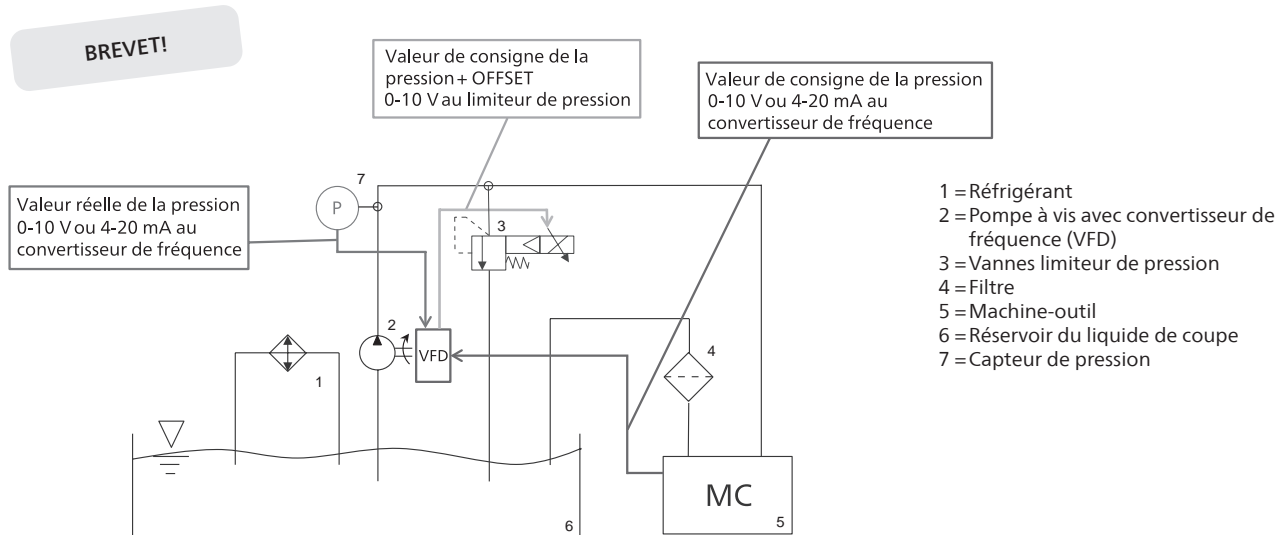 BREVET!
Valeur de consigne de la
pression + OFFSET
0-10 V au limiteur de pression
Valeur de consigne de la pression
0-10 V ou 4-20 mA au
convertisseur de fréquence
Valeur réelle de la pression
0-10 V ou 4-20 mA au
convertisseur de fréquence
7
P
3
2
VFD
1
4
MC
5
6
1 = Réfrigérant
2 = Pompe à vis avec convertisseur de
fréquence (VFD)
3 = Vannes limiteur de pression
4 = Filtre
5 = Machine-outil
6 = Réservoir du liquide de coupe
7 = Capteur de pression